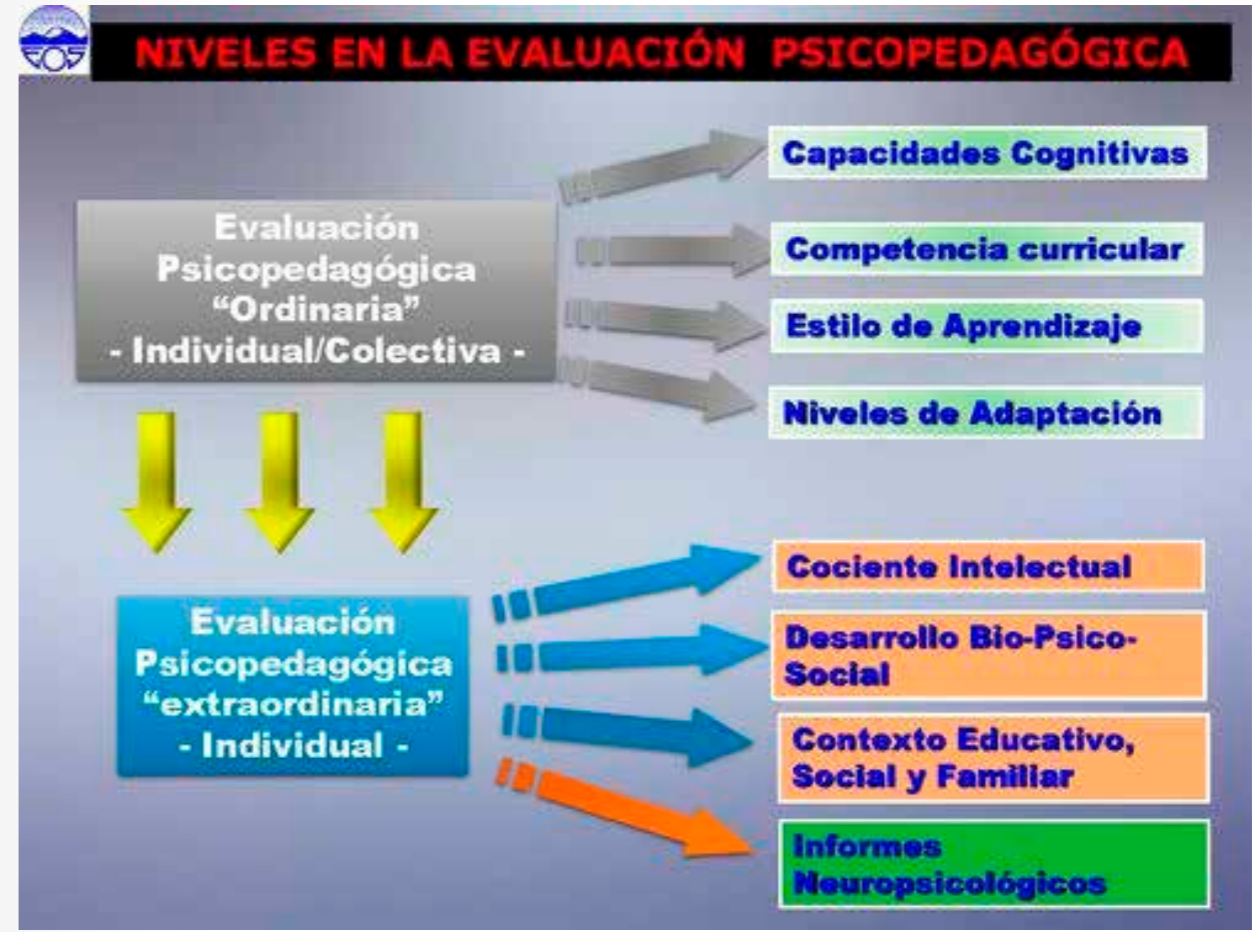 EOS
NIVELES EN LA EVALUACIÓN PSICOPEDAGÓGICA
Evaluación
Psicopedagógica
“Ordinaria”
- Individual/Colectiva -
Capacidades Cognitivas
Competencia curricular
Estilo de Aprendizaje
Niveles de Adaptación
Evaluación
Psicopedagógica
“extraordinaria”
- Individual -
Cociente Intelectual
Desarrollo Bio-Psico-
Social
Contexto Educativo,
Social y Familiar
Informes
Neuropsicológicos